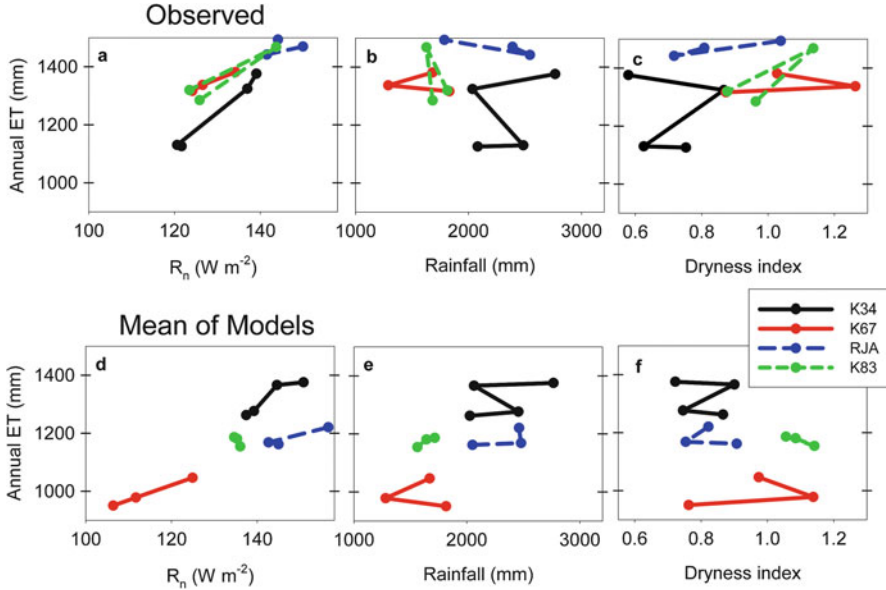 Observed
a
b
c
Annual ET (mm)
1400
1200
1000
100
120
140
1000
2000
3000
0.6
0.8
1.0
1.2
Rn (W m-2)
Rainfall (mm)
Dryness index
Mean of Models
K34
K67
RJA
K83
d
e
f
Annual ET (mm)
1400
1200
1000
100
120
140
1000
2000
3000
0.6
0.8
1.0
1.2
Rn (W m-2)
Rainfall (mm)
Dryness index